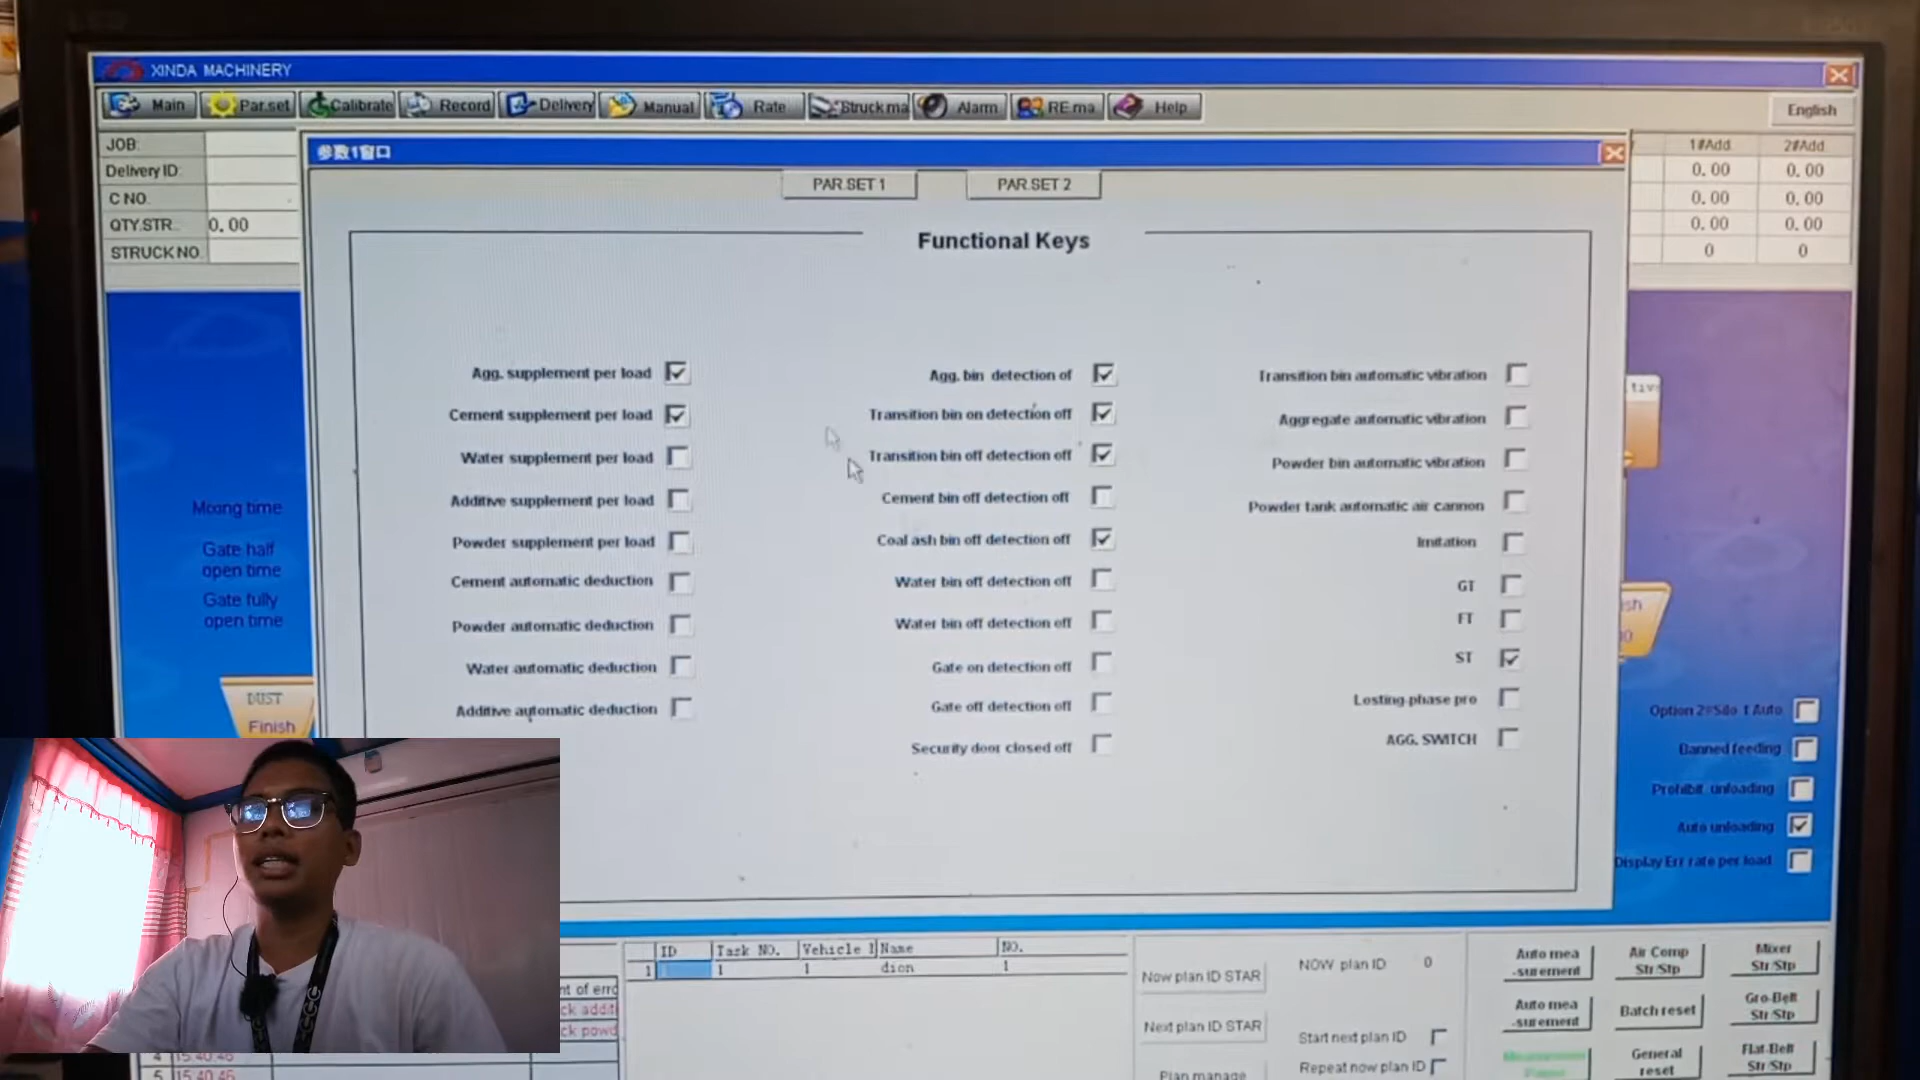 XINDA MACHINERY
Main Par.set Calibrate Record Delivery Manual Rate Struck ma Alarm RE.ma Help
English
JOB:
Delivery ID:
C NO.
QTY.STR. 0.00
STRUCK NO.
参数1窗口
PAR.SET 1 PAR.SET 2
1#Add 2#Add
0.00 0.00
0.00 0.00
0.00 0.00
0 0
Functional Keys
Agg. supplement per load
Cement supplement per load
Water supplement per load
Additive supplement per load
Powder supplement per load
Cement automatic deduction
Powder automatic deduction
Water automatic deduction
Additive automatic deduction
Agg. bin detection of
Transition bin on detection off
Transition bin off detection off
Cement bin off detection off
Coal ash bin off detection off
Water bin off detection off
Water bin off detection off
Gate on detection off
Gate off detection off
Security door closed off
Transition bin automatic vibration
Aggregate automatic vibration
Powder bin automatic vibration
Powder tank automatic air cannon
Imitation
GT
FT
ST
Losting phase pro
AGG. SWITCH
Mixing time
Gate half
open time
Gate fully
open time
DUST
Finish
Option 2#Silo 1 Auto
Banned feeding
Prohibit. unloading
Auto unloading
Display Err rate per load
ID Task NO. Vehicle Name NO.
1 1 1 dion 1
Now plan ID STAR
Next plan ID STAR
Plan manage
NOW plan ID 0
Start next plan ID
Repeat now plan ID
Auto mea
-surement
Air Comp
Str/Stp
Mixer
Str/Stp
Auto mea
-surement
Batch reset
Gro-Belt
Str/Stp
General
reset
Flat-Belt
Str/Stp
4 15:40:46
5 15:40:46